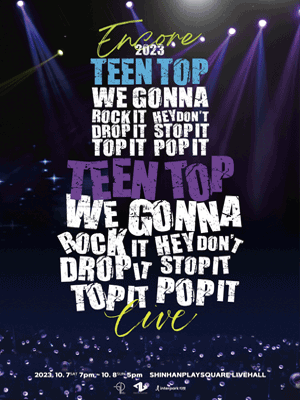 Encore
2023
TEEN TOP
WE GONNA
ROCK IT HEY DON'T
DROP IT STOP IT
TOP IT POP IT
TEEN TOP
WE GONNA
ROCK IT HEY DON'T
DROP IT STOP IT
TOP IT POP IT
Live
2023. 10. 7SAT 7pm, - 10. 8SUN 5pm SHINHANPLAYSQUARE LIVEHALL